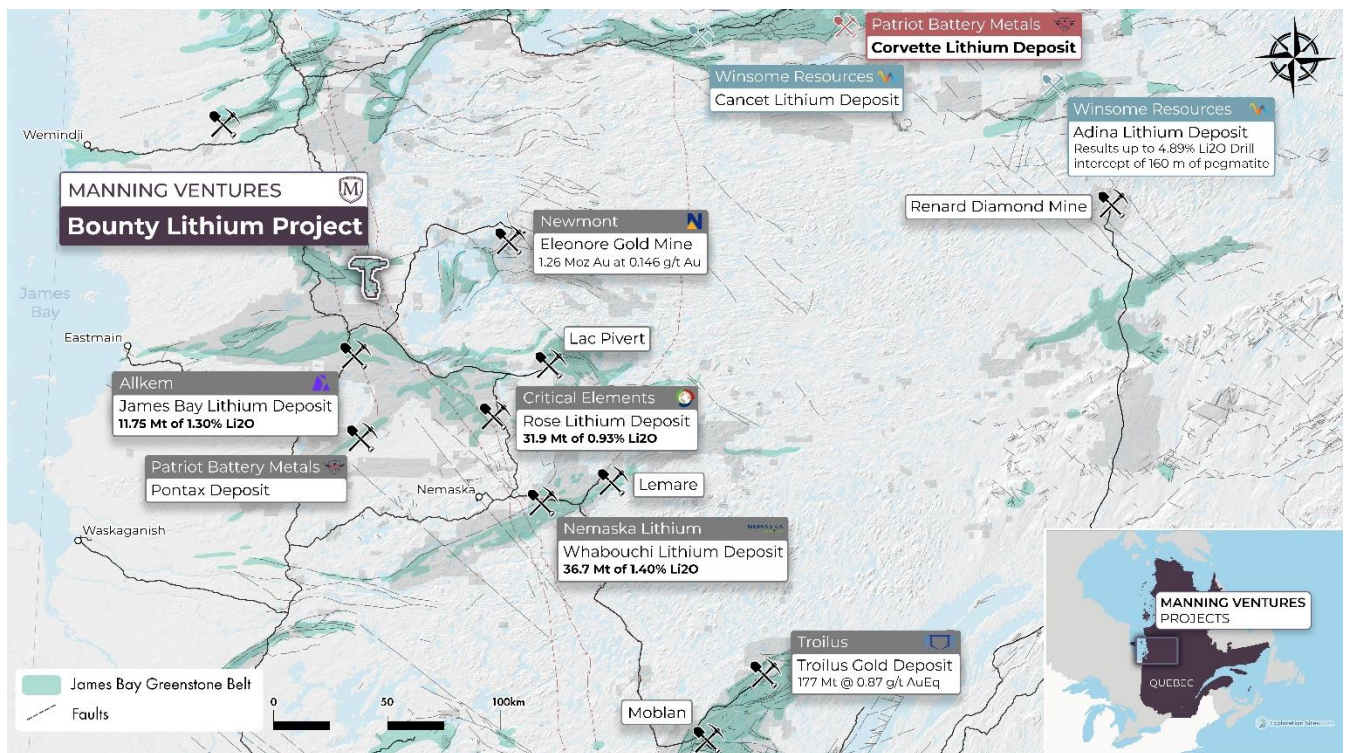 Patriot Battery Metals
Corvette Lithium Deposit
Winsome Resources
Cancet Lithium Deposit
Winsome Resources
Adina Lithium Deposit
Results up to 4.89% Li2O Drill
intercept of 160 m of pegmatite
Wemindji
MANNING VENTURES
M
Bounty Lithium Project
Renard Diamond Mine
Newmont
N
Eleonore Gold Mine
1.26 Moz Au at 0.146 g/t Au
James
Bay
Eastmain
Lac Pivert
Allkem
James Bay Lithium Deposit
11.75 Mt of 1.30% Li2O
Critical Elements
Rose Lithium Deposit
31.9 Mt of 0.93% Li2O
Patriot Battery Metals
Pontax Deposit
Nemaska
Lemare
Waskaganish
Nemaska Lithium
NEMASKA
Whabouchi Lithium Deposit
36.7 Mt of 1.40% Li2O
MANNING VENTURES
PROJECTS
QUEBEC
Troilus
Troilus Gold Deposit
177 Mt @ 0.87 g/t AuEq
Moblan
James Bay Greenstone Belt
Faults
0 50 100km
ExplorationSites.com